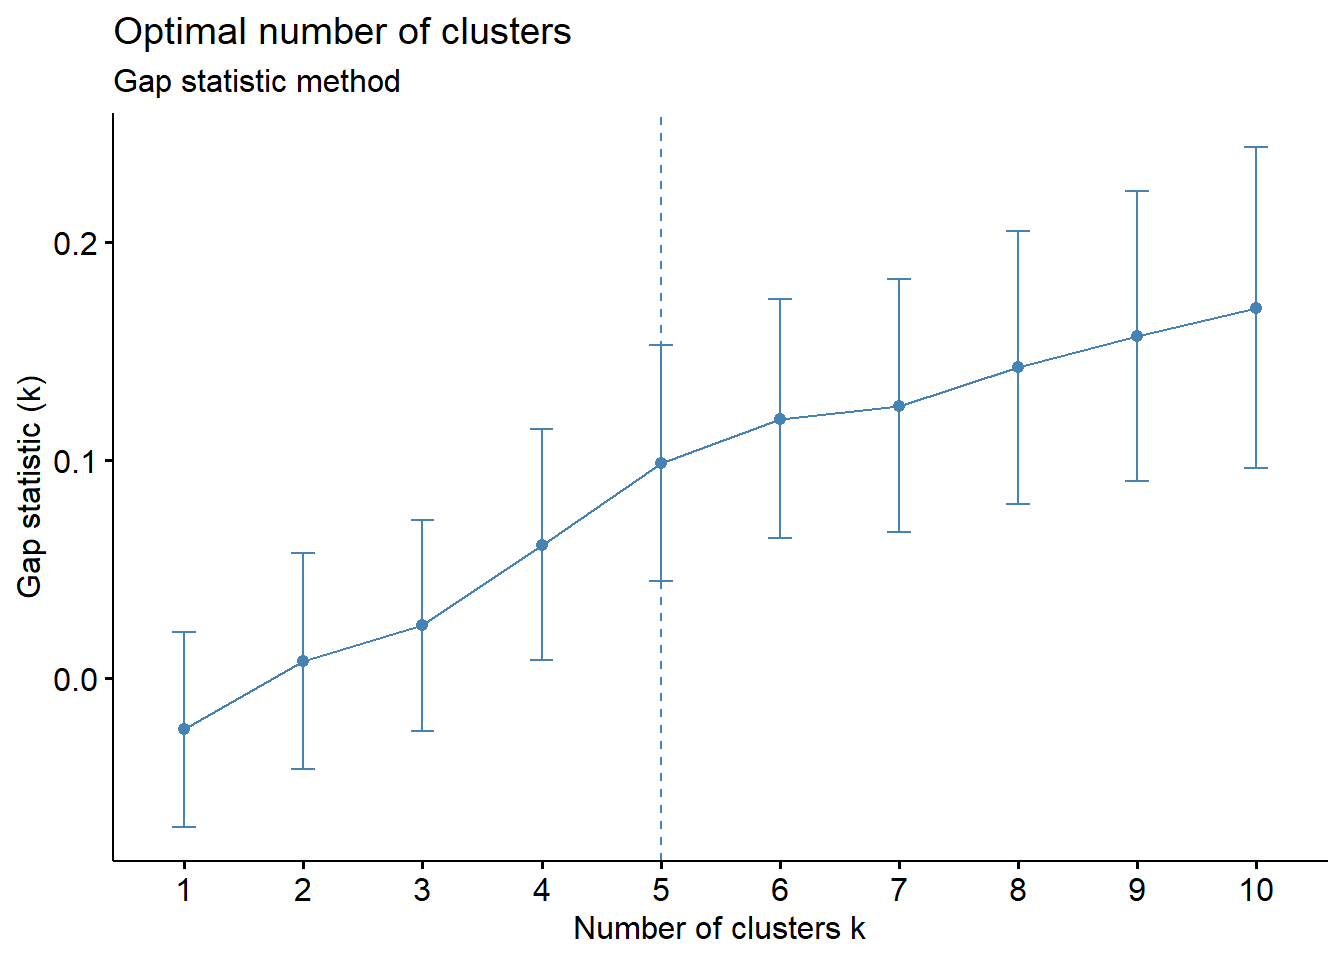 Optimal number of clusters
Gap statistic method
Gap statistic (k)
0.2
0.1
0.0
1 2 3 4 5 6 7 8 9 10
Number of clusters k